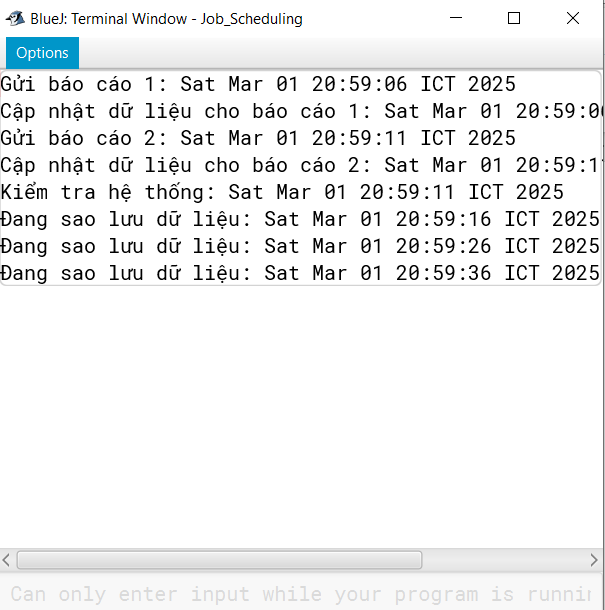 BlueJ: Terminal Window - Job_Scheduling
Options
Gửi báo cáo 1: Sat Mar 01 20:59:06 ICT 2025
Cập nhật dữ liệu cho báo cáo 1: Sat Mar 01 20:59:0
Gửi báo cáo 2: Sat Mar 01 20:59:11 ICT 2025
Cập nhật dữ liệu cho báo cáo 2: Sat Mar 01 20:59:1
Kiểm tra hệ thống: Sat Mar 01 20:59:11 ICT 2025
Đang sao lưu dữ liệu: Sat Mar 01 20:59:16 ICT 2025
Đang sao lưu dữ liệu: Sat Mar 01 20:59:26 ICT 2025
Đang sao lưu dữ liệu: Sat Mar 01 20:59:36 ICT 2025
Can only enter input while your program is runnin